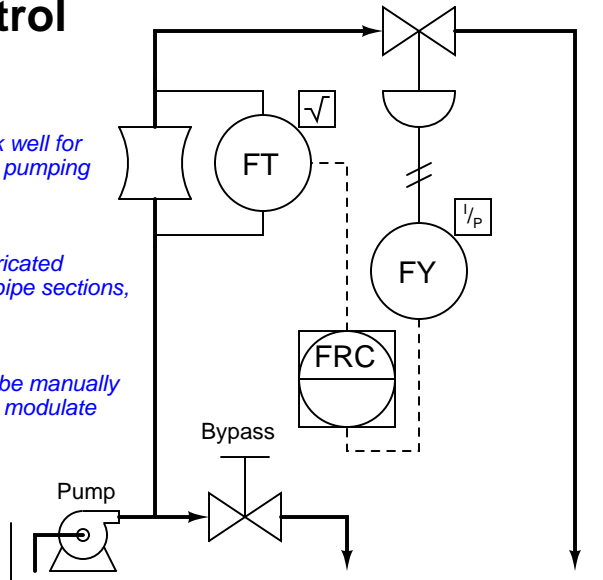 trol
k well for
pumping
√
FT
I/P
ricated
pipe sections,
FY
FRC
be manually
modulate
Bypass
Pump